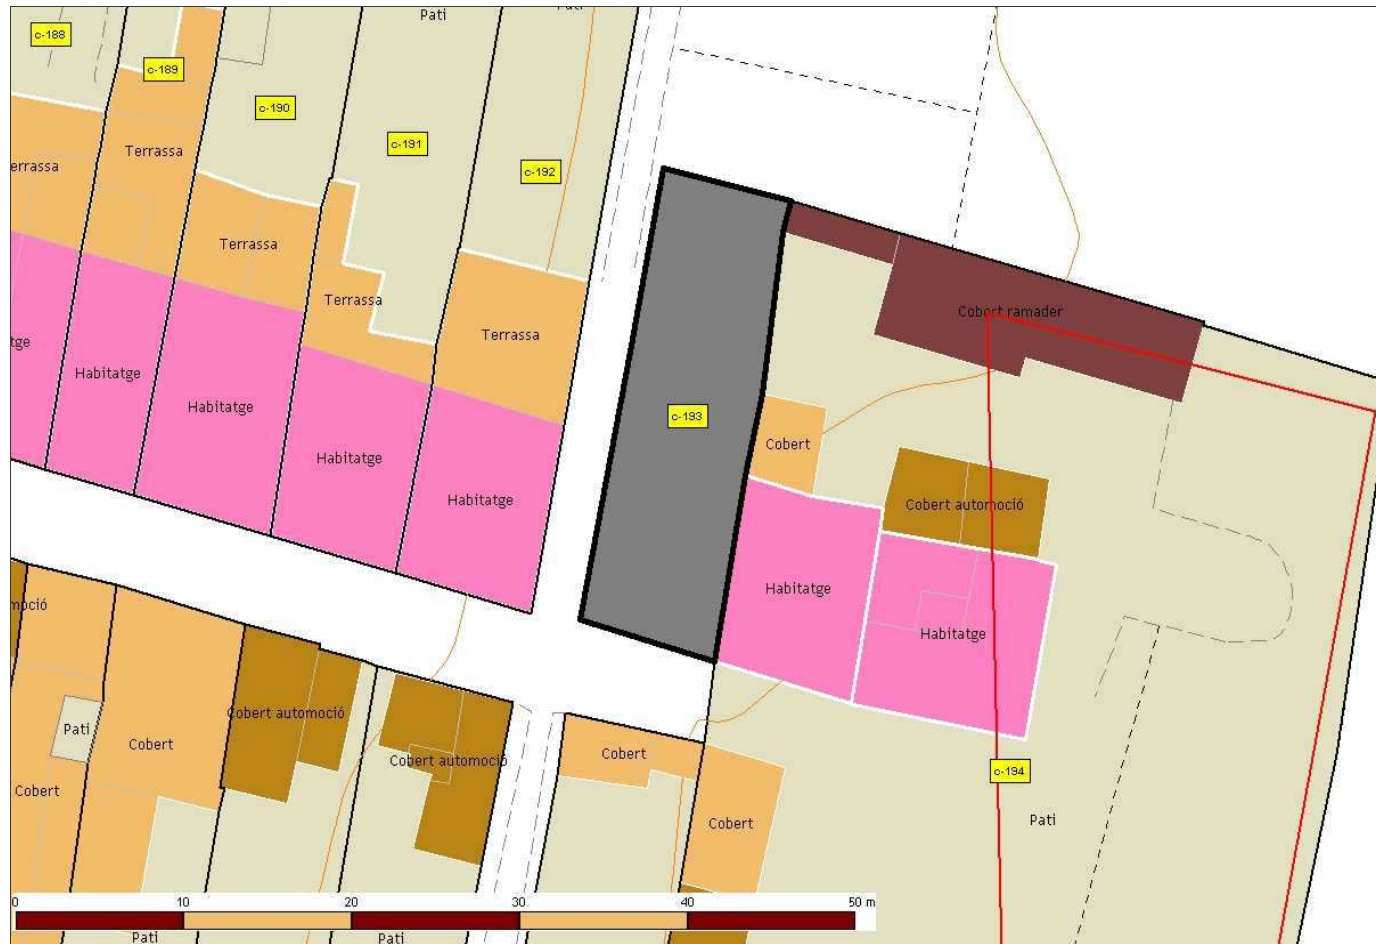 Pati
Pati
c-188
c-189
c-190
c-191
c-192
Terrassa
errassa
Terrassa
Terrassa
Terrassa
Cobert ramader
tge
Habitatge
Habitatge
c-193
Cobert
Habitatge
Habitatge
Cobert automoció
Habitatge
moció
Habitatge
Cobert automoció
Pati
Cobert
Cobert
Cobert automoció
c-194
Cobert
Cobert
Pati
0 10 20 30 40 50 m
Pati
Pati